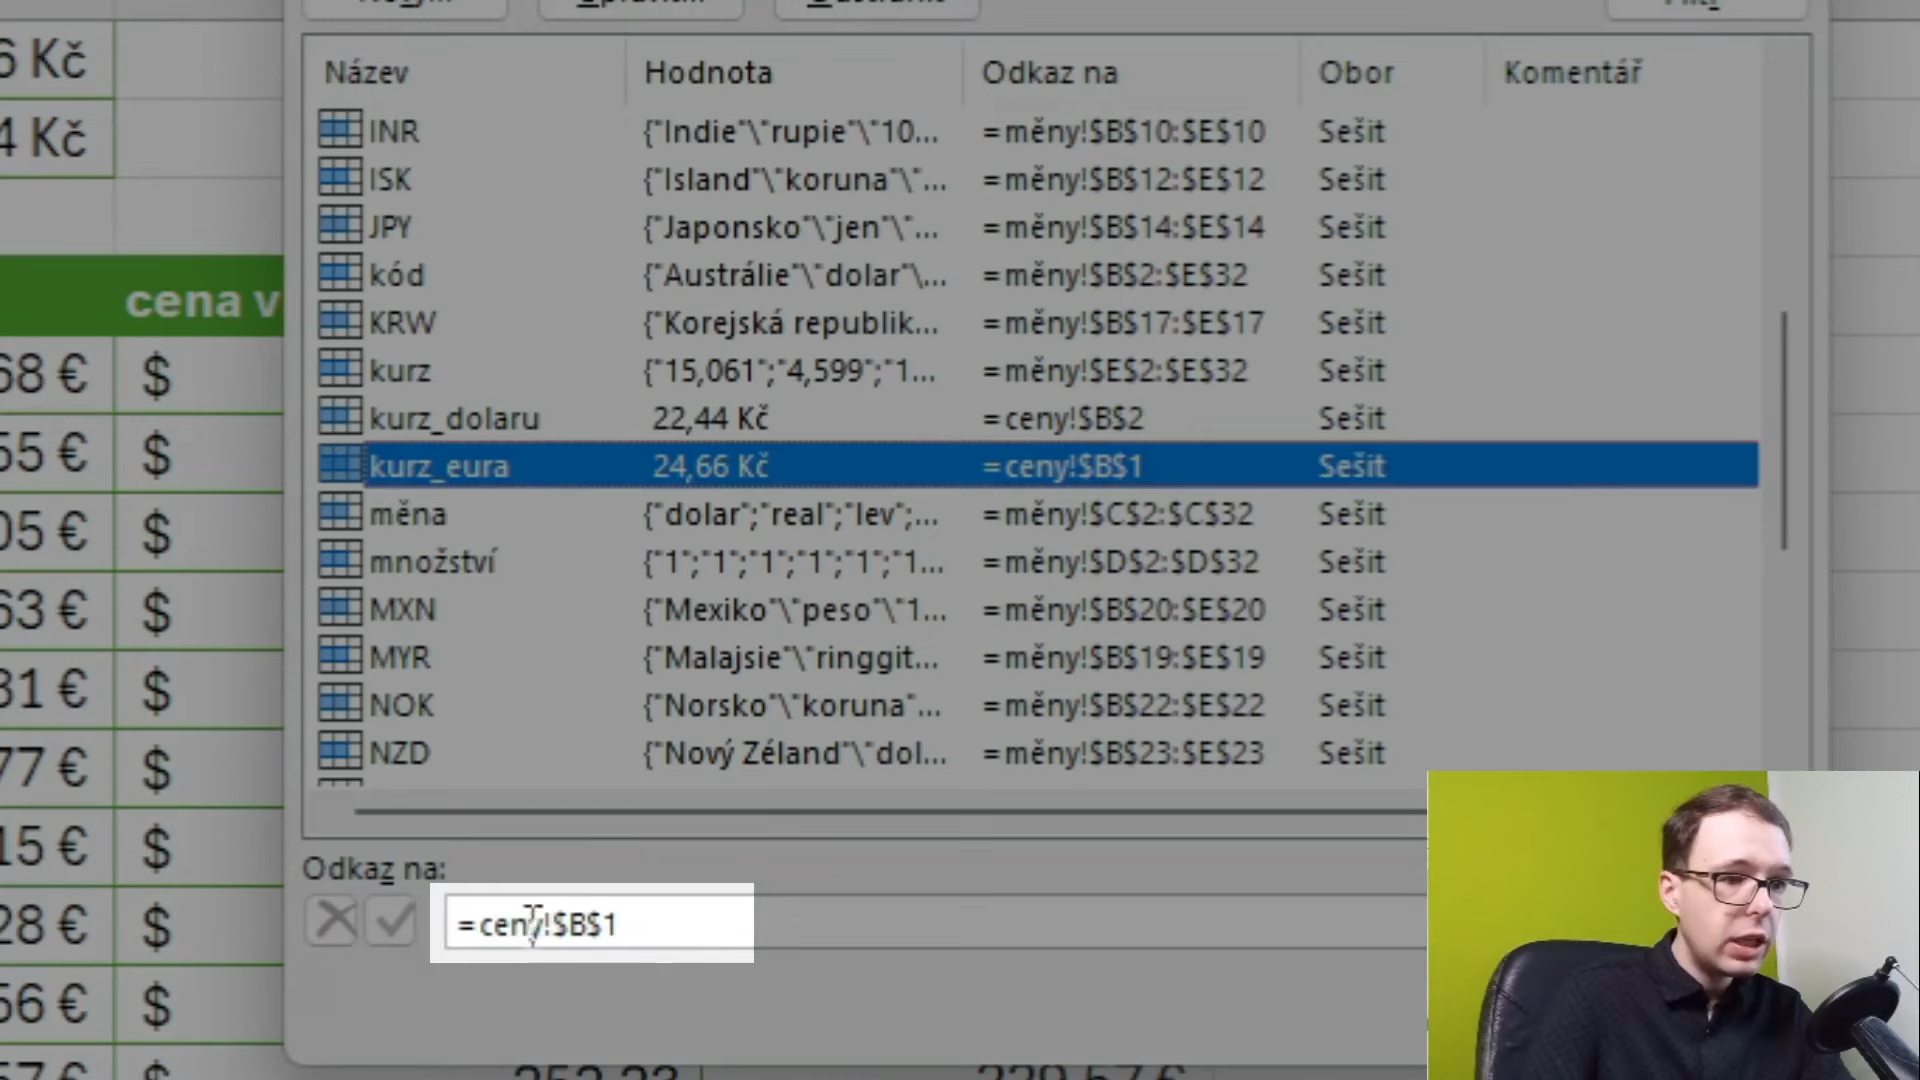 6 Kč
4 Kč
cena v
68 € $
55 € $
05 € $
63 € $
31 € $
77 € $
15 € $
28 € $
56 € $
57 € $
Název Hodnota Odkaz na Obor Komentář
INR {"Indie"\"rupie"\"10... =měny!$B$10:$E$10 Sešit
ISK {"Island"\"koruna"\"... =měny!$B$12:$E$12 Sešit
JPY {"Japonsko"\"jen"\"... =měny!$B$14:$E$14 Sešit
kód {"Austrálie"\"dolar"\... =měny!$B$2:$E$32 Sešit
KRW {"Korejská republik... =měny!$B$17:$E$17 Sešit
kurz {"15,061";"4,599";"1... =měny!$E$2:$E$32 Sešit
kurz_dolaru 22,44 Kč =ceny!$B$2 Sešit
kurz_eura 24,66 Kč =ceny!$B$1 Sešit
měna {"dolar";"real";"lev";... =měny!$C$2:$C$32 Sešit
množství {"1";"1";"1";"1";"1";"1... =měny!$D$2:$D$32 Sešit
MXN {"Mexiko"\"peso"\"1... =měny!$B$20:$E$20 Sešit
MYR {"Malajsie"\"ringgit... =měny!$B$19:$E$19 Sešit
NOK {"Norsko"\"koruna"... =měny!$B$22:$E$22 Sešit
NZD {"Nový Zéland"\"dol... =měny!$B$23:$E$23 Sešit
Odkaz na:
=ceny!$B$1